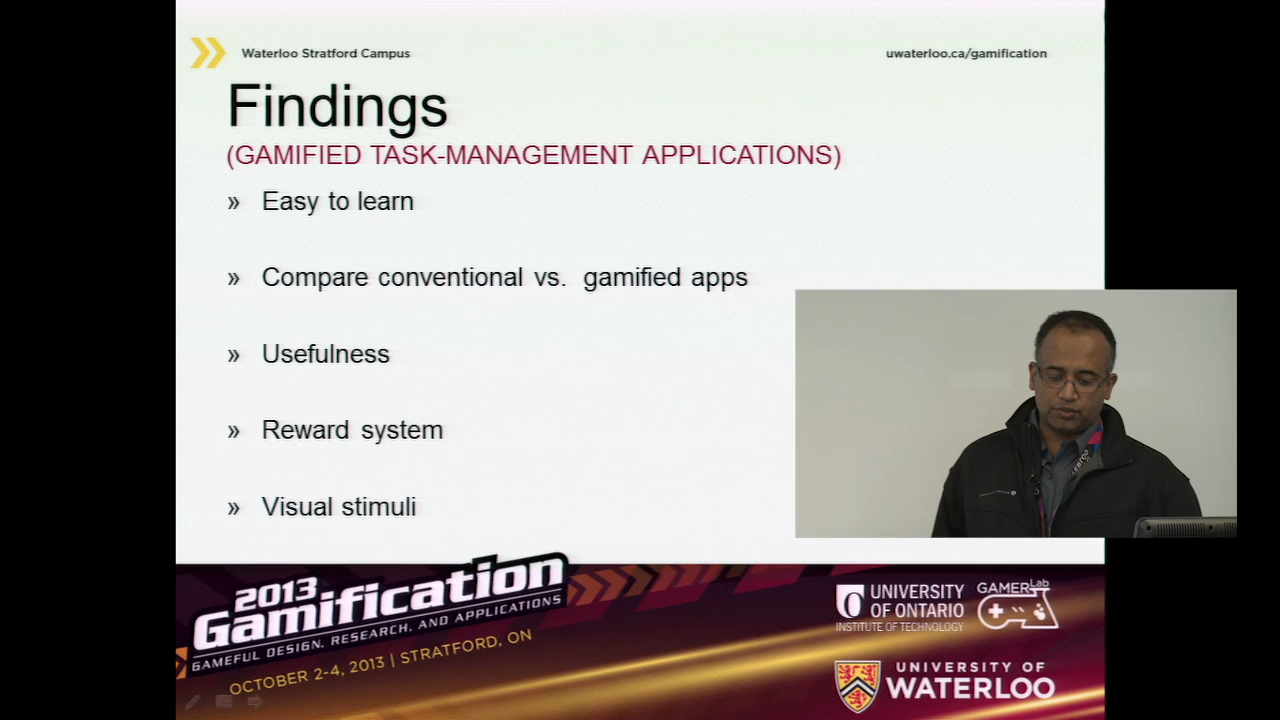 Waterloo Stratford Campus
uwaterloo.ca/gamification
Findings
(GAMIFIED TASK-MANAGEMENT APPLICATIONS)
» Easy to learn
» Compare conventional vs. gamified apps
» Usefulness
» Reward system
» Visual stimuli
2013
Gamification
GAMEFUL DESIGN, RESEARCH, AND APPLICATIONS
OCTOBER 2-4, 2013 | STRATFORD, ON
UNIVERSITY
OF ONTARIO
INSTITUTE OF TECHNOLOGY
GAMER Lab
UNIVERSITY OF
WATERLOO